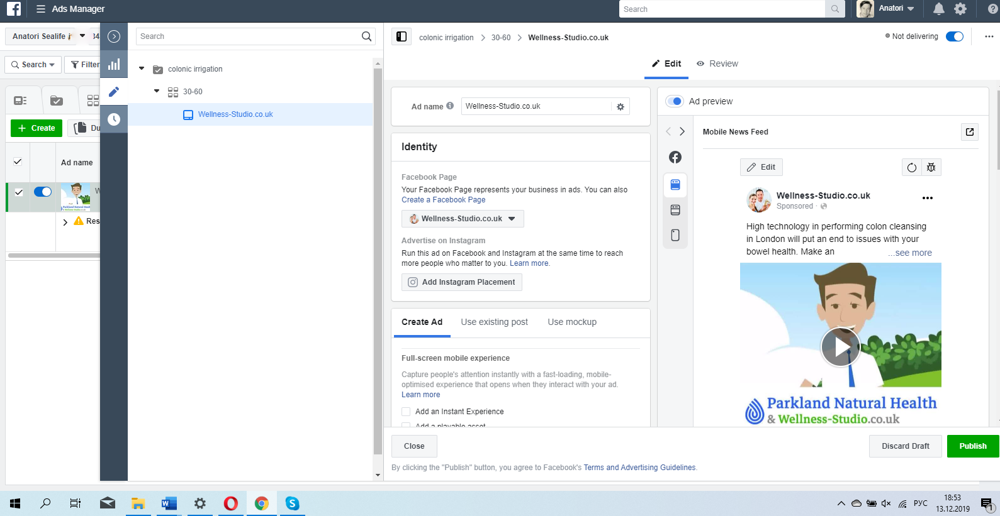 Ads Manager
Search
Anatori
Anatori Sealife
34
Search
Filter
Create
Du
Ad name
W
Res
Search
colonic irrigation
30-60
Wellness-Studio.co.uk
colonic irrigation
30-60
Wellness-Studio.co.uk
Not delivering
Edit
Review
Ad name
Wellness-Studio.co.uk
Identity
Facebook Page
Your Facebook Page represents your business in ads. You can also
Create a Facebook Page
Wellness-Studio.co.uk
Advertise on Instagram
Run this ad on Facebook and Instagram at the same time to reach
more people who matter to you. Learn more.
Add Instagram Placement
Create Ad
Use existing post
Use mockup
Full-screen mobile experience
Capture people's attention instantly with a fast-loading, mobile-
optimised experience that opens when they interact with your ad.
Learn more
Add an Instant Experience
Add a playable asset
Ad preview
Mobile News Feed
Edit
Wellness-Studio.co.uk
Sponsored ·
High technology in performing colon cleansing
in London will put an end to issues with your
bowel health. Make an
...see more
Parkland Natural Health
& Wellness-Studio.co.uk
Close
Discard Draft
Publish
By clicking the "Publish" button, you agree to Facebook's Terms and Advertising Guidelines.
РУС
18:53
13.12.2019
1